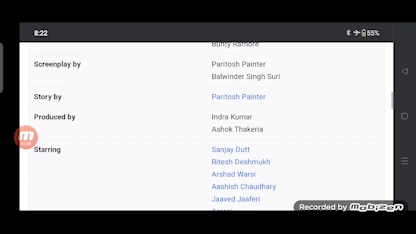 8:22
55%
Bunty Rathore
Screenplay by
Paritosh Painter
Balwinder Singh Suri
Story by
Paritosh Painter
Produced by
Indra Kumar
Ashok Thakeria
Starring
Sanjay Dutt
Ritesh Deshmukh
Arshad Warsi
Aashish Chaudhary
Jaaved Jaaferi
Recorded by Mobizen